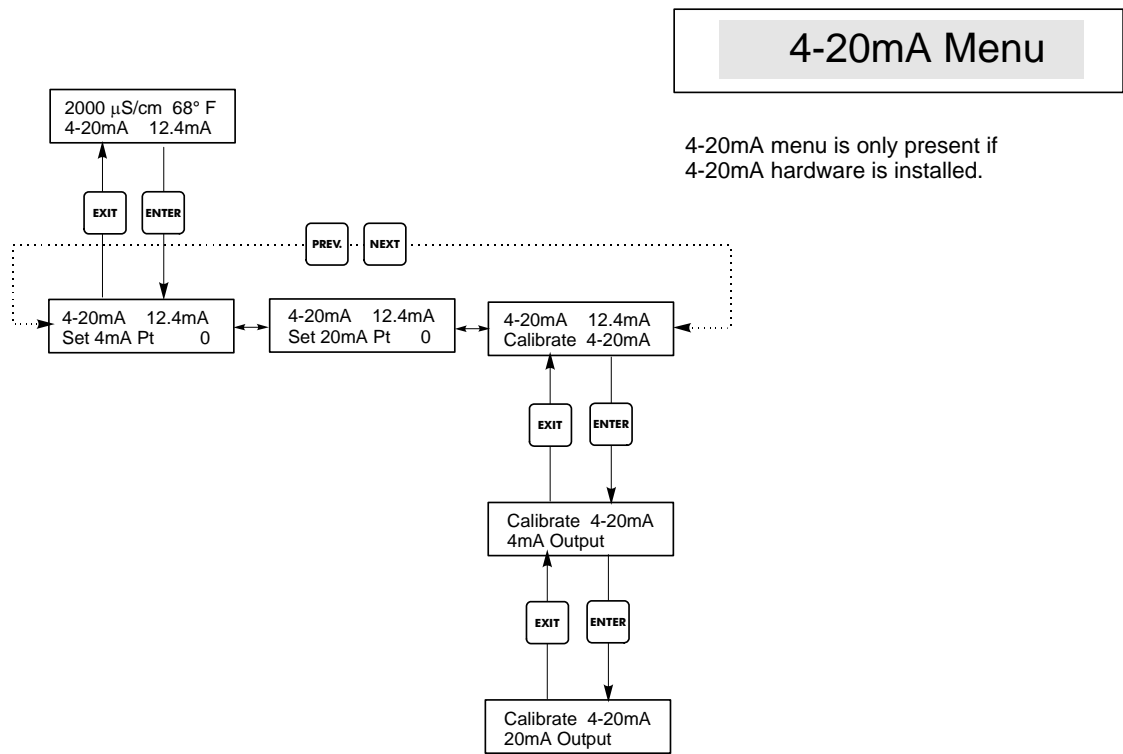 4-20mA Menu
4-20mA menu is only present if
4-20mA hardware is installed.
2000 μS/cm 68° F
4-20mA 12.4mA
EXIT
ENTER
PREV.
NEXT
4-20mA 12.4mA
Set 4mA Pt 0
4-20mA 12.4mA
Set 20mA Pt 0
4-20mA 12.4mA
Calibrate 4-20mA
EXIT
ENTER
Calibrate 4-20mA
4mA Output
EXIT
ENTER
Calibrate 4-20mA
20mA Output